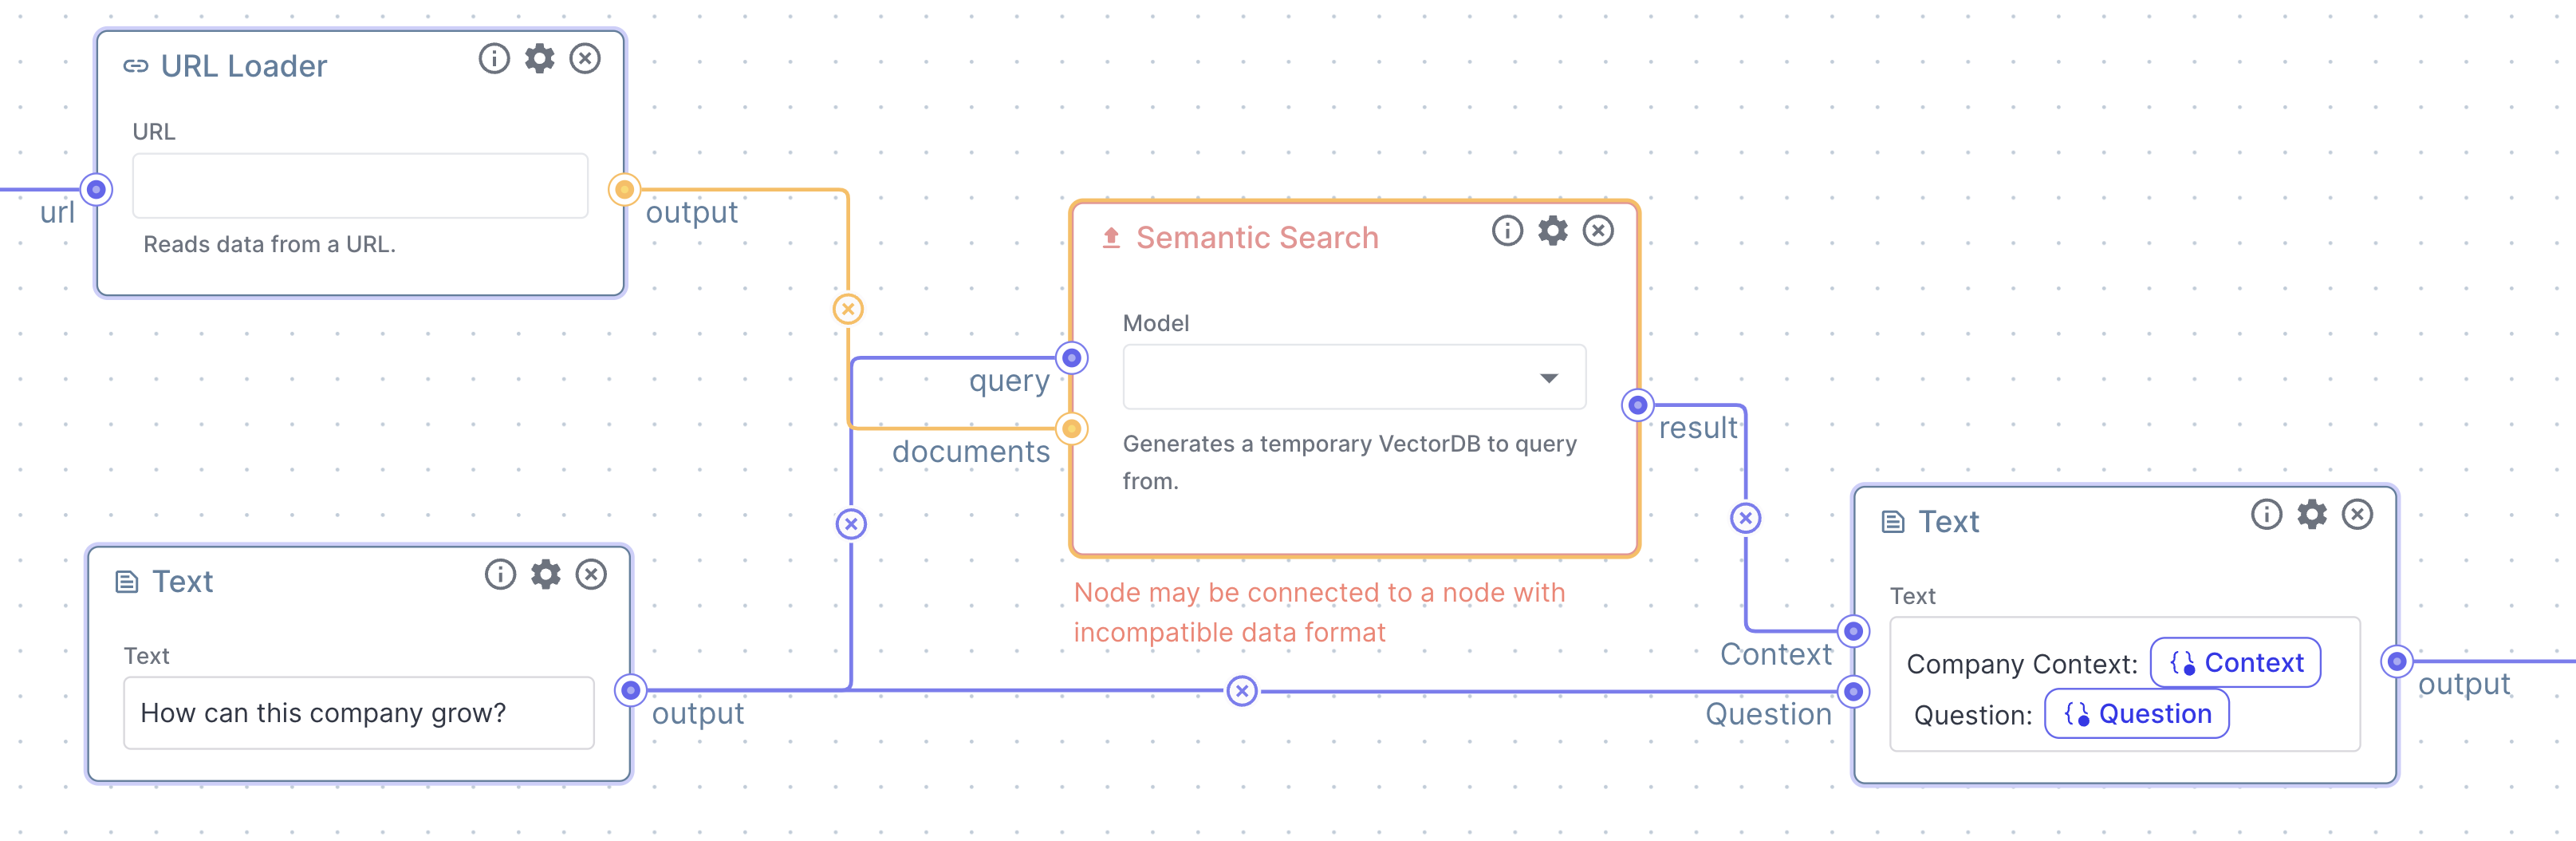 URL Loader
URL
url
output
Reads data from a URL.
Semantic Search
Model
query
documents
Generates a temporary VectorDB to query
from.
result
Node may be connected to a node with
incompatible data format
Text
Text
How can this company grow?
output
Text
Text
Context
Question
Company Context: Context
Question: Question
output